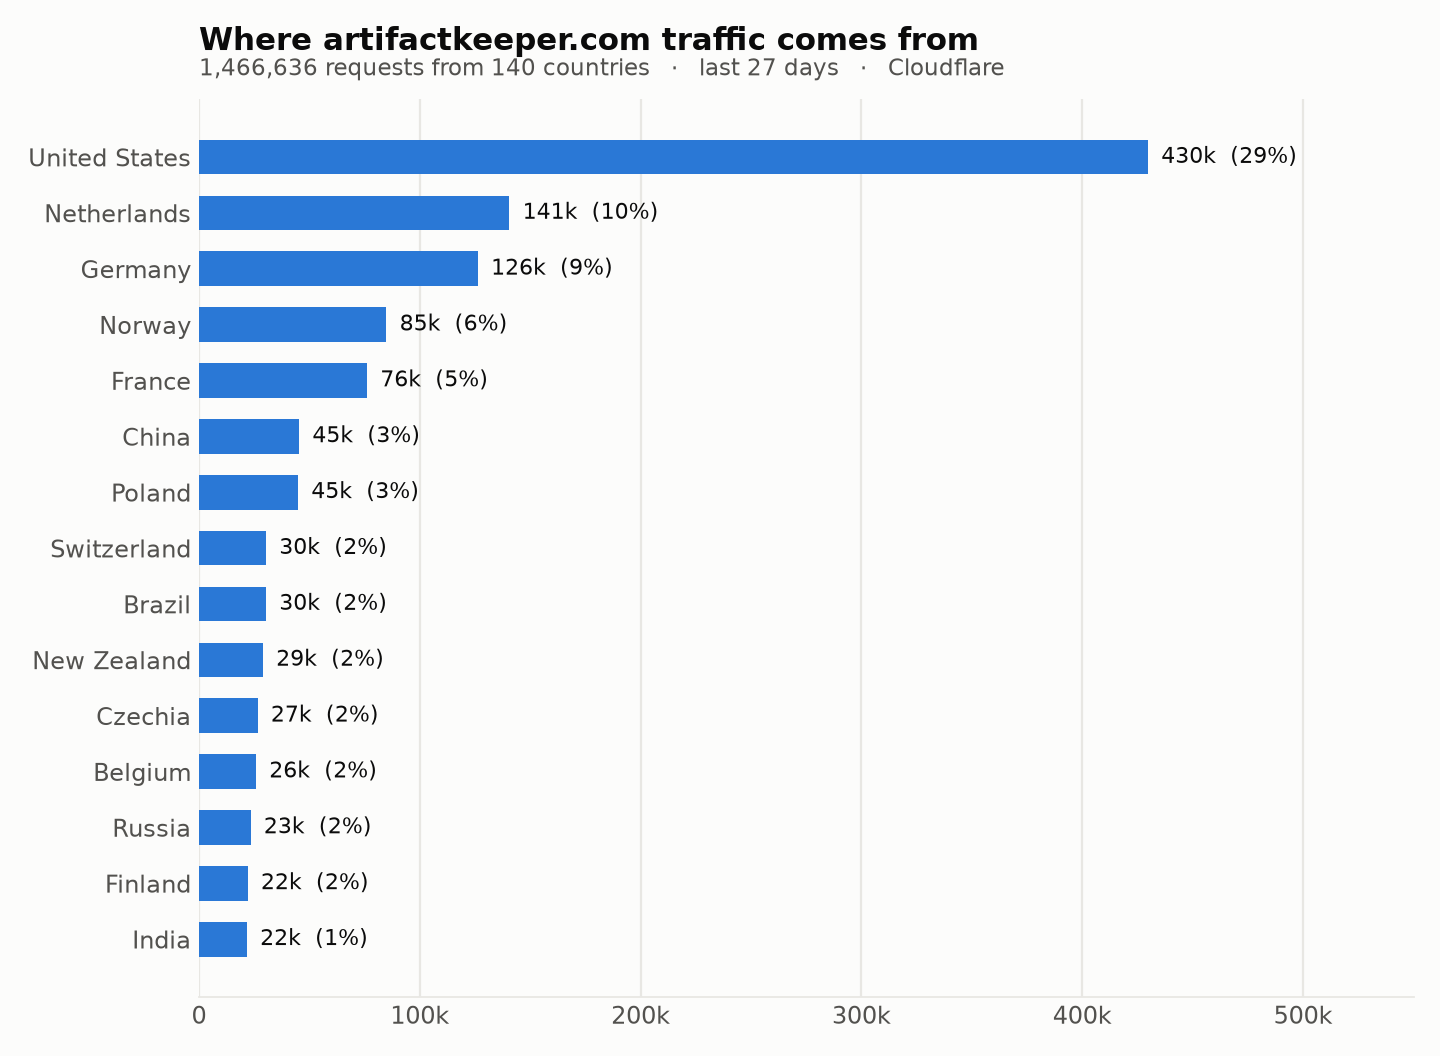 Where artifactkeeper.com traffic comes from
1,466,636 requests from 140 countries · last 27 days · Cloudflare
United States 430k (29%)
Netherlands 141k (10%)
Germany 126k (9%)
Norway 85k (6%)
France 76k (5%)
China 45k (3%)
Poland 45k (3%)
Switzerland 30k (2%)
Brazil 30k (2%)
New Zealand 29k (2%)
Czechia 27k (2%)
Belgium 26k (2%)
Russia 23k (2%)
Finland 22k (2%)
India 22k (1%)
0 100k 200k 300k 400k 500k